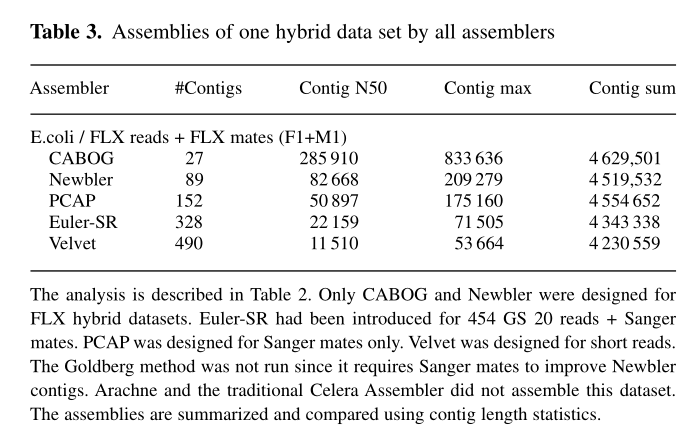 Table 3. Assemblies of one hybrid data set by all assemblers
Assembler #Contigs Contig N50 Contig max Contig sum
E.coli / FLX reads + FLX mates (F1+M1)
CABOG 27 285 910 833 636 4 629,501
Newbler 89 82 668 209 279 4 519,532
PCAP 152 50 897 175 160 4 554 652
Euler-SR 328 22 159 71 505 4 343 338
Velvet 490 11 510 53 664 4 230 559
The analysis is described in Table 2. Only CABOG and Newbler were designed for
FLX hybrid datasets. Euler-SR had been introduced for 454 GS 20 reads + Sanger
mates. PCAP was designed for Sanger mates only. Velvet was designed for short reads.
The Goldberg method was not run since it requires Sanger mates to improve Newbler
contigs. Arachne and the traditional Celera Assembler did not assemble this dataset.
The assemblies are summarized and compared using contig length statistics.